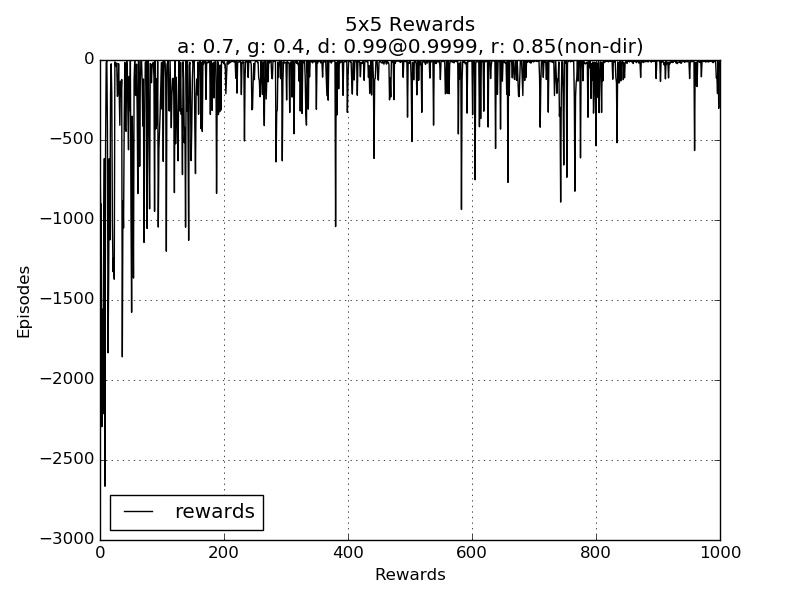 5x5 Rewards
a: 0.7, g: 0.4, d: 0.99@0.9999, r: 0.85(non-dir)
0
−500
−1000
−1500
−2000
−2500
−3000
Episodes
rewards
0 200 400 600 800 1000
Rewards